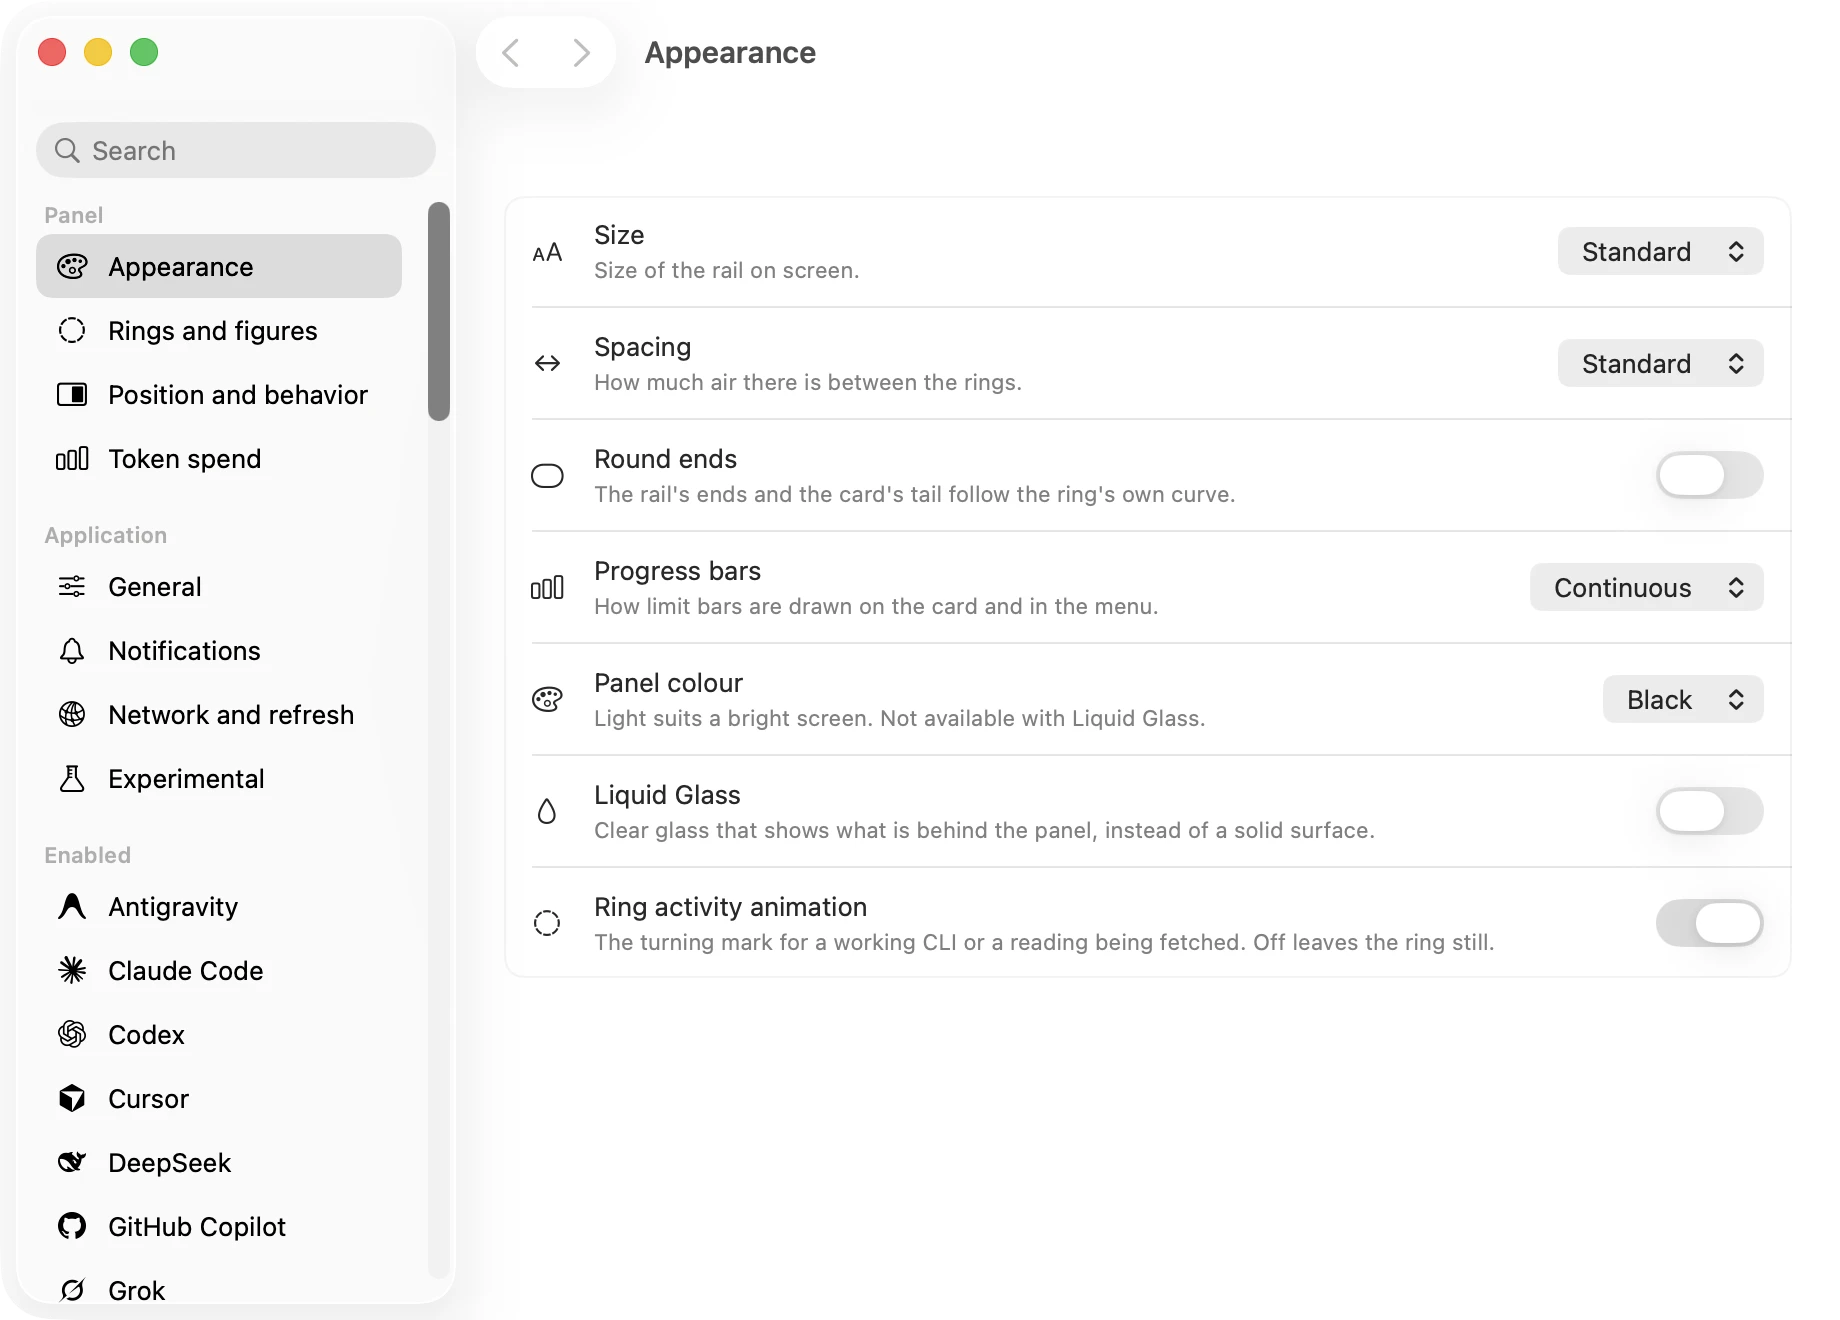 Appearance
Search
Panel
Appearance
Rings and figures
Position and behavior
Token spend
Application
General
Notifications
Network and refresh
Experimental
Enabled
Antigravity
Claude Code
Codex
Cursor
DeepSeek
GitHub Copilot
Grok
AA
Size
Size of the rail on screen.
Standard
Spacing
How much air there is between the rings.
Standard
Round ends
The rail's ends and the card's tail follow the ring's own curve.
Progress bars
How limit bars are drawn on the card and in the menu.
Continuous
Panel colour
Light suits a bright screen. Not available with Liquid Glass.
Black
Liquid Glass
Clear glass that shows what is behind the panel, instead of a solid surface.
Ring activity animation
The turning mark for a working CLI or a reading being fetched. Off leaves the ring still.